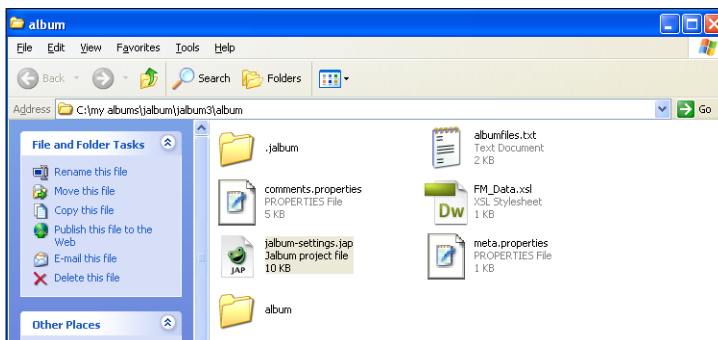 album
File Edit View Favorites Tools Help
Back Search Folders
Address C:\my albums\jalbum\jalbum3\album Go
File and Folder Tasks
Rename this file
Move this file
Copy this file
Publish this file to the
Web
E-mail this file
Delete this file
Other Places
.jalbum
albumfiles.txt
Text Document
2 KB
comments.properties
PROPERTIES File
5 KB
Dw
FM_Data.xsl
XSL Stylesheet
1 KB
JAP
jalbum-settings.jap
Jalbum project file
10 KB
meta.properties
PROPERTIES File
1 KB
album